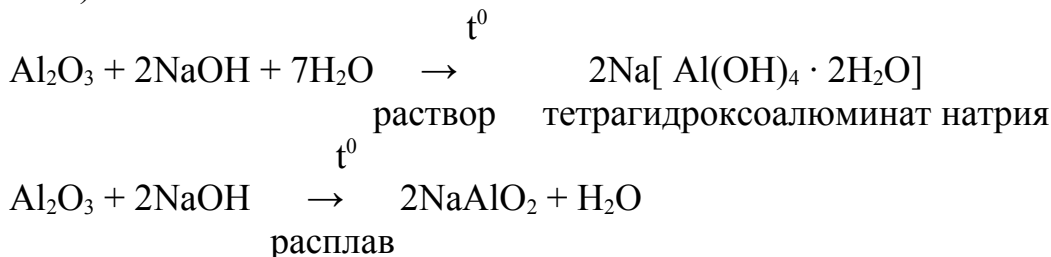 t⁰
Al₂O₃ + 2NaOH + 7H₂O → 2Na[ Al(OH)₄ · 2H₂O]
раствор тетрагидроксоалюминат натрия
t⁰
Al₂O₃ + 2NaOH → 2NaAlO₂ + H₂O
расплав